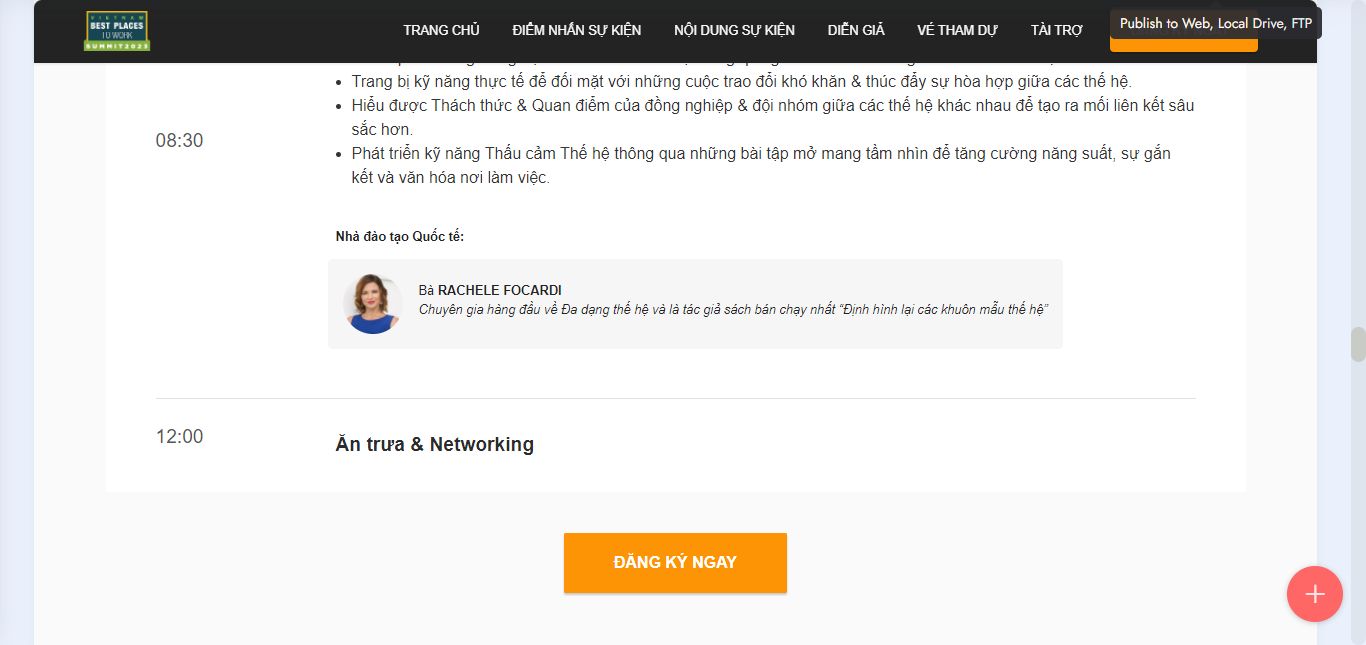 VIETNAM
BEST PLACES
TO WORK
SUMMIT2023
TRANG CHỦ
ĐIỂM NHẤN SỰ KIỆN
NỘI DUNG SỰ KIỆN
DIỄN GIẢ
VÉ THAM DỰ
TÀI TRỢ
Publish to Web, Local Drive, FTP
• Trang bị kỹ năng thực tế để đối mặt với những cuộc trao đổi khó khăn & thúc đẩy sự hòa hợp giữa các thế hệ.
• Hiểu được Thách thức & Quan điểm của đồng nghiệp & đội nhóm giữa các thế hệ khác nhau để tạo ra mối liên kết sâu
sắc hơn.
08:30
• Phát triển kỹ năng Thấu cảm Thế hệ thông qua những bài tập mở mang tầm nhìn để tăng cường năng suất, sự gắn
kết và văn hóa nơi làm việc.
Nhà đào tạo Quốc tế:
Bà RACHELE FOCARDI
Chuyên gia hàng đầu về Đa dạng thế hệ và là tác giả sách bán chạy nhất “Định hình lại các khuôn mẫu thế hệ”
12:00
Ăn trưa & Networking
ĐĂNG KÝ NGAY